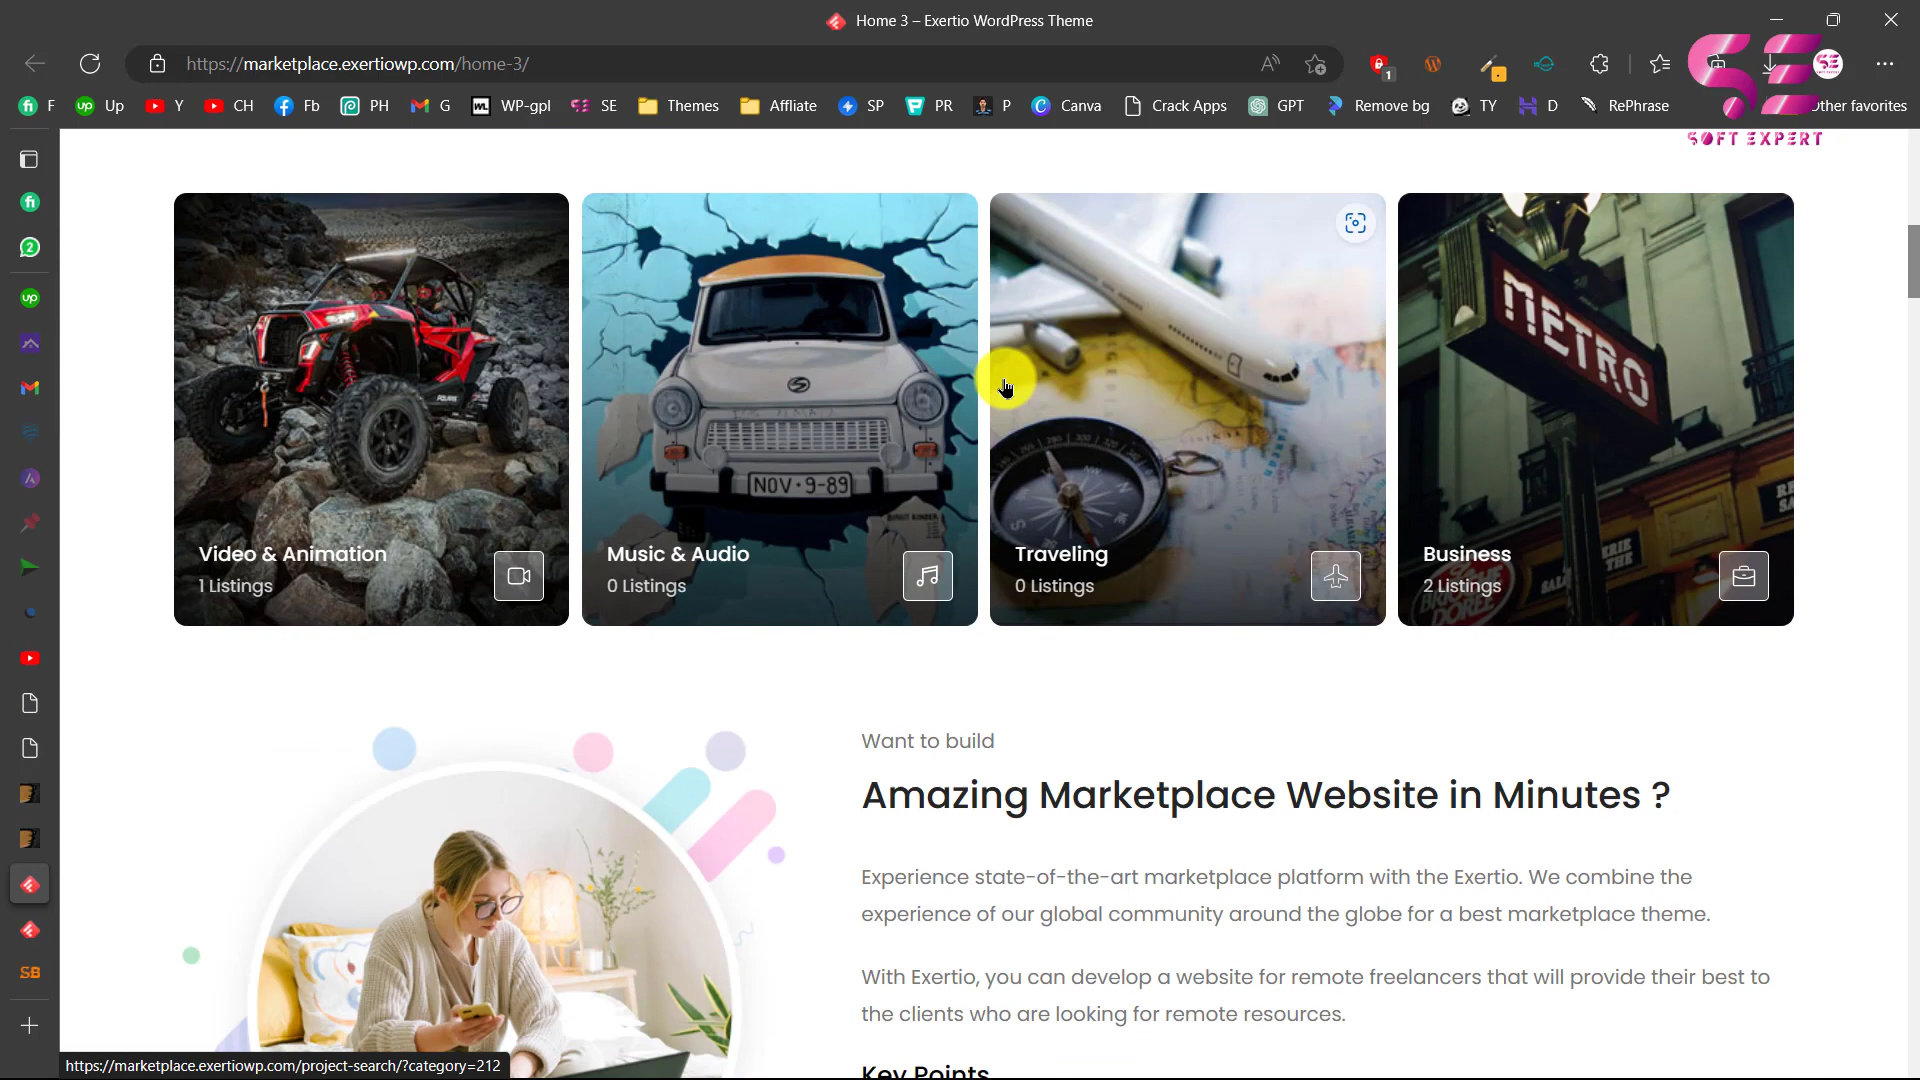 Home 3 – Exertio WordPress Theme
https://marketplace.exertiowp.com/home-3/
1
SE
SOFT EXPERT
F Up Y CH Fb PH G WP-gpl SE Themes Affliate SP PR P Canva Crack Apps GPT Remove bg TY D RePhrase ther favorites
METRO
NOV•9-89
POLARIS
Video & Animation
1 Listings
Music & Audio
0 Listings
Traveling
0 Listings
Business
2 Listings
Want to build
Amazing Marketplace Website in Minutes ?
Experience state-of-the-art marketplace platform with the Exertio. We combine the
experience of our global community around the globe for a best marketplace theme.
With Exertio, you can develop a website for remote freelancers that will provide their best to
the clients who are looking for remote resources.
Key Points
SB
https://marketplace.exertiowp.com/project-search/?category=212